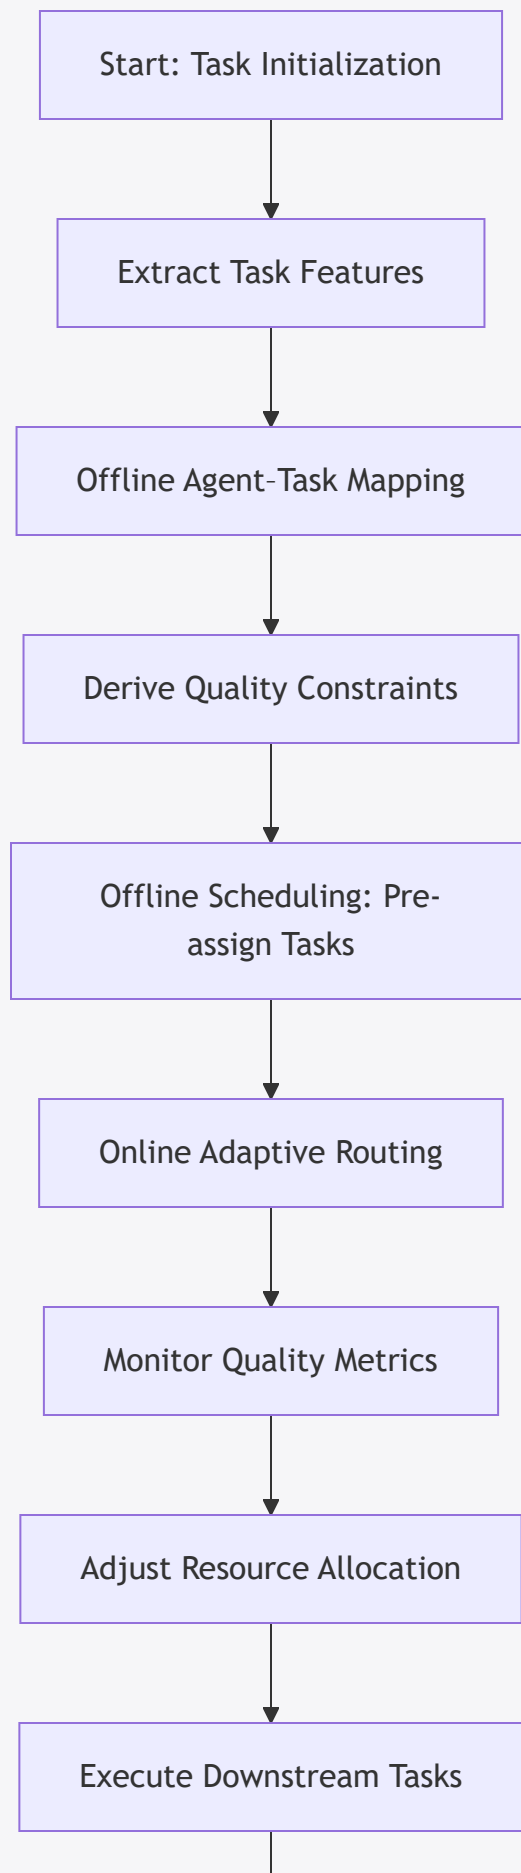 Start: Task Initialization
Extract Task Features
Offline Agent–Task Mapping
Derive Quality Constraints
Offline Scheduling: Pre-
assign Tasks
Online Adaptive Routing
Monitor Quality Metrics
Adjust Resource Allocation
Execute Downstream Tasks